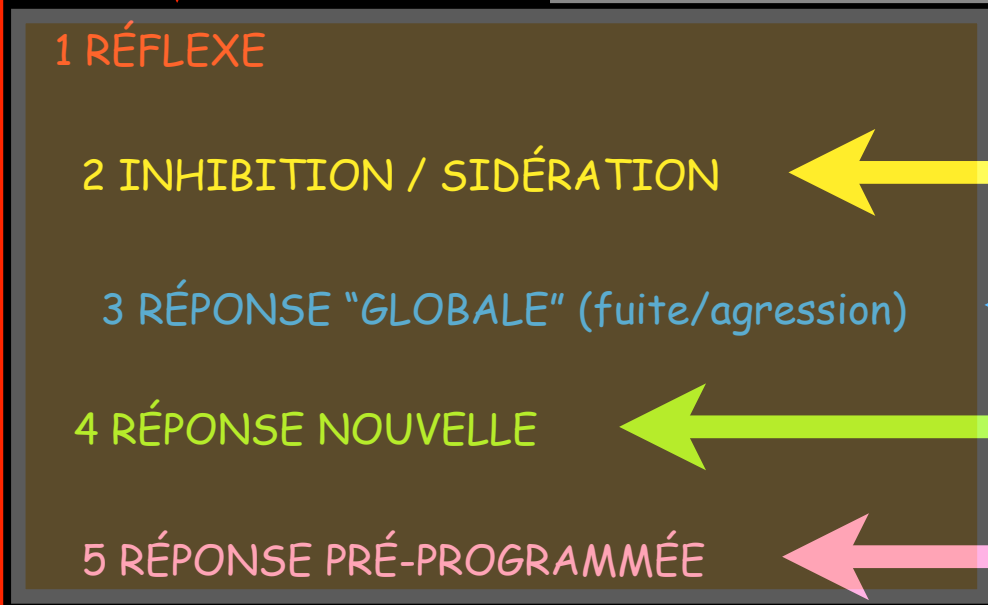 1 RÉFLEXE
2 INHIBITION / SIDÉRATION
3 RÉPONSE “GLOBALE” (fuite/agression)
4 RÉPONSE NOUVELLE
5 RÉPONSE PRÉ-PROGRAMMÉE